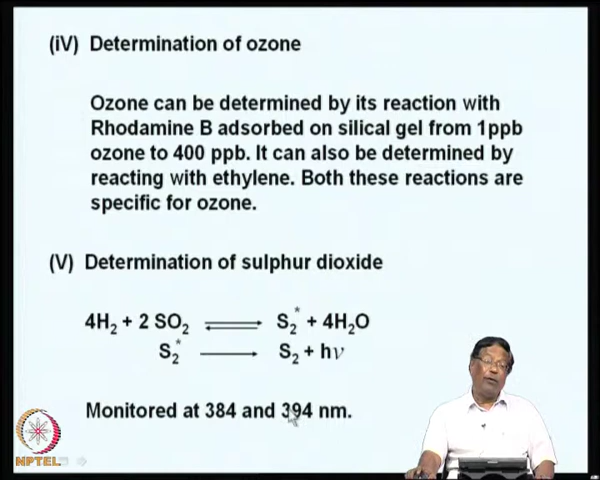 (iV) Determination of ozone
Ozone can be determined by its reaction with
Rhodamine B adsorbed on silical gel from 1ppb
ozone to 400 ppb. It can also be determined by
reacting with ethylene. Both these reactions are
specific for ozone.
(V) Determination of sulphur dioxide
4H₂ + 2 SO₂ ⇌ S₂* + 4H₂O
S₂* → S₂ + hν
Monitored at 384 and 394 nm.
NPTEL